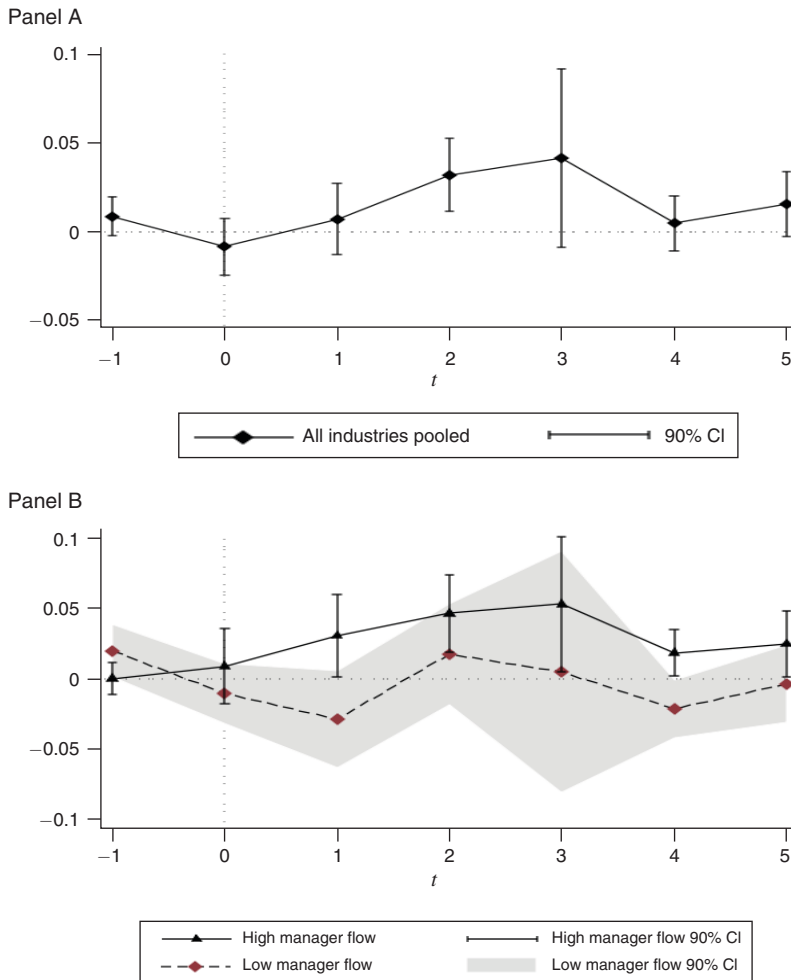 Panel A
0.1
0.05
0
−0.05
−1 0 1 2 3 4 5
t
All industries pooled 90% CI
Panel B
0.1
0.05
0
−0.05
−0.1
−1 0 1 2 3 4 5
t
High manager flow High manager flow 90% CI
Low manager flow Low manager flow 90% CI